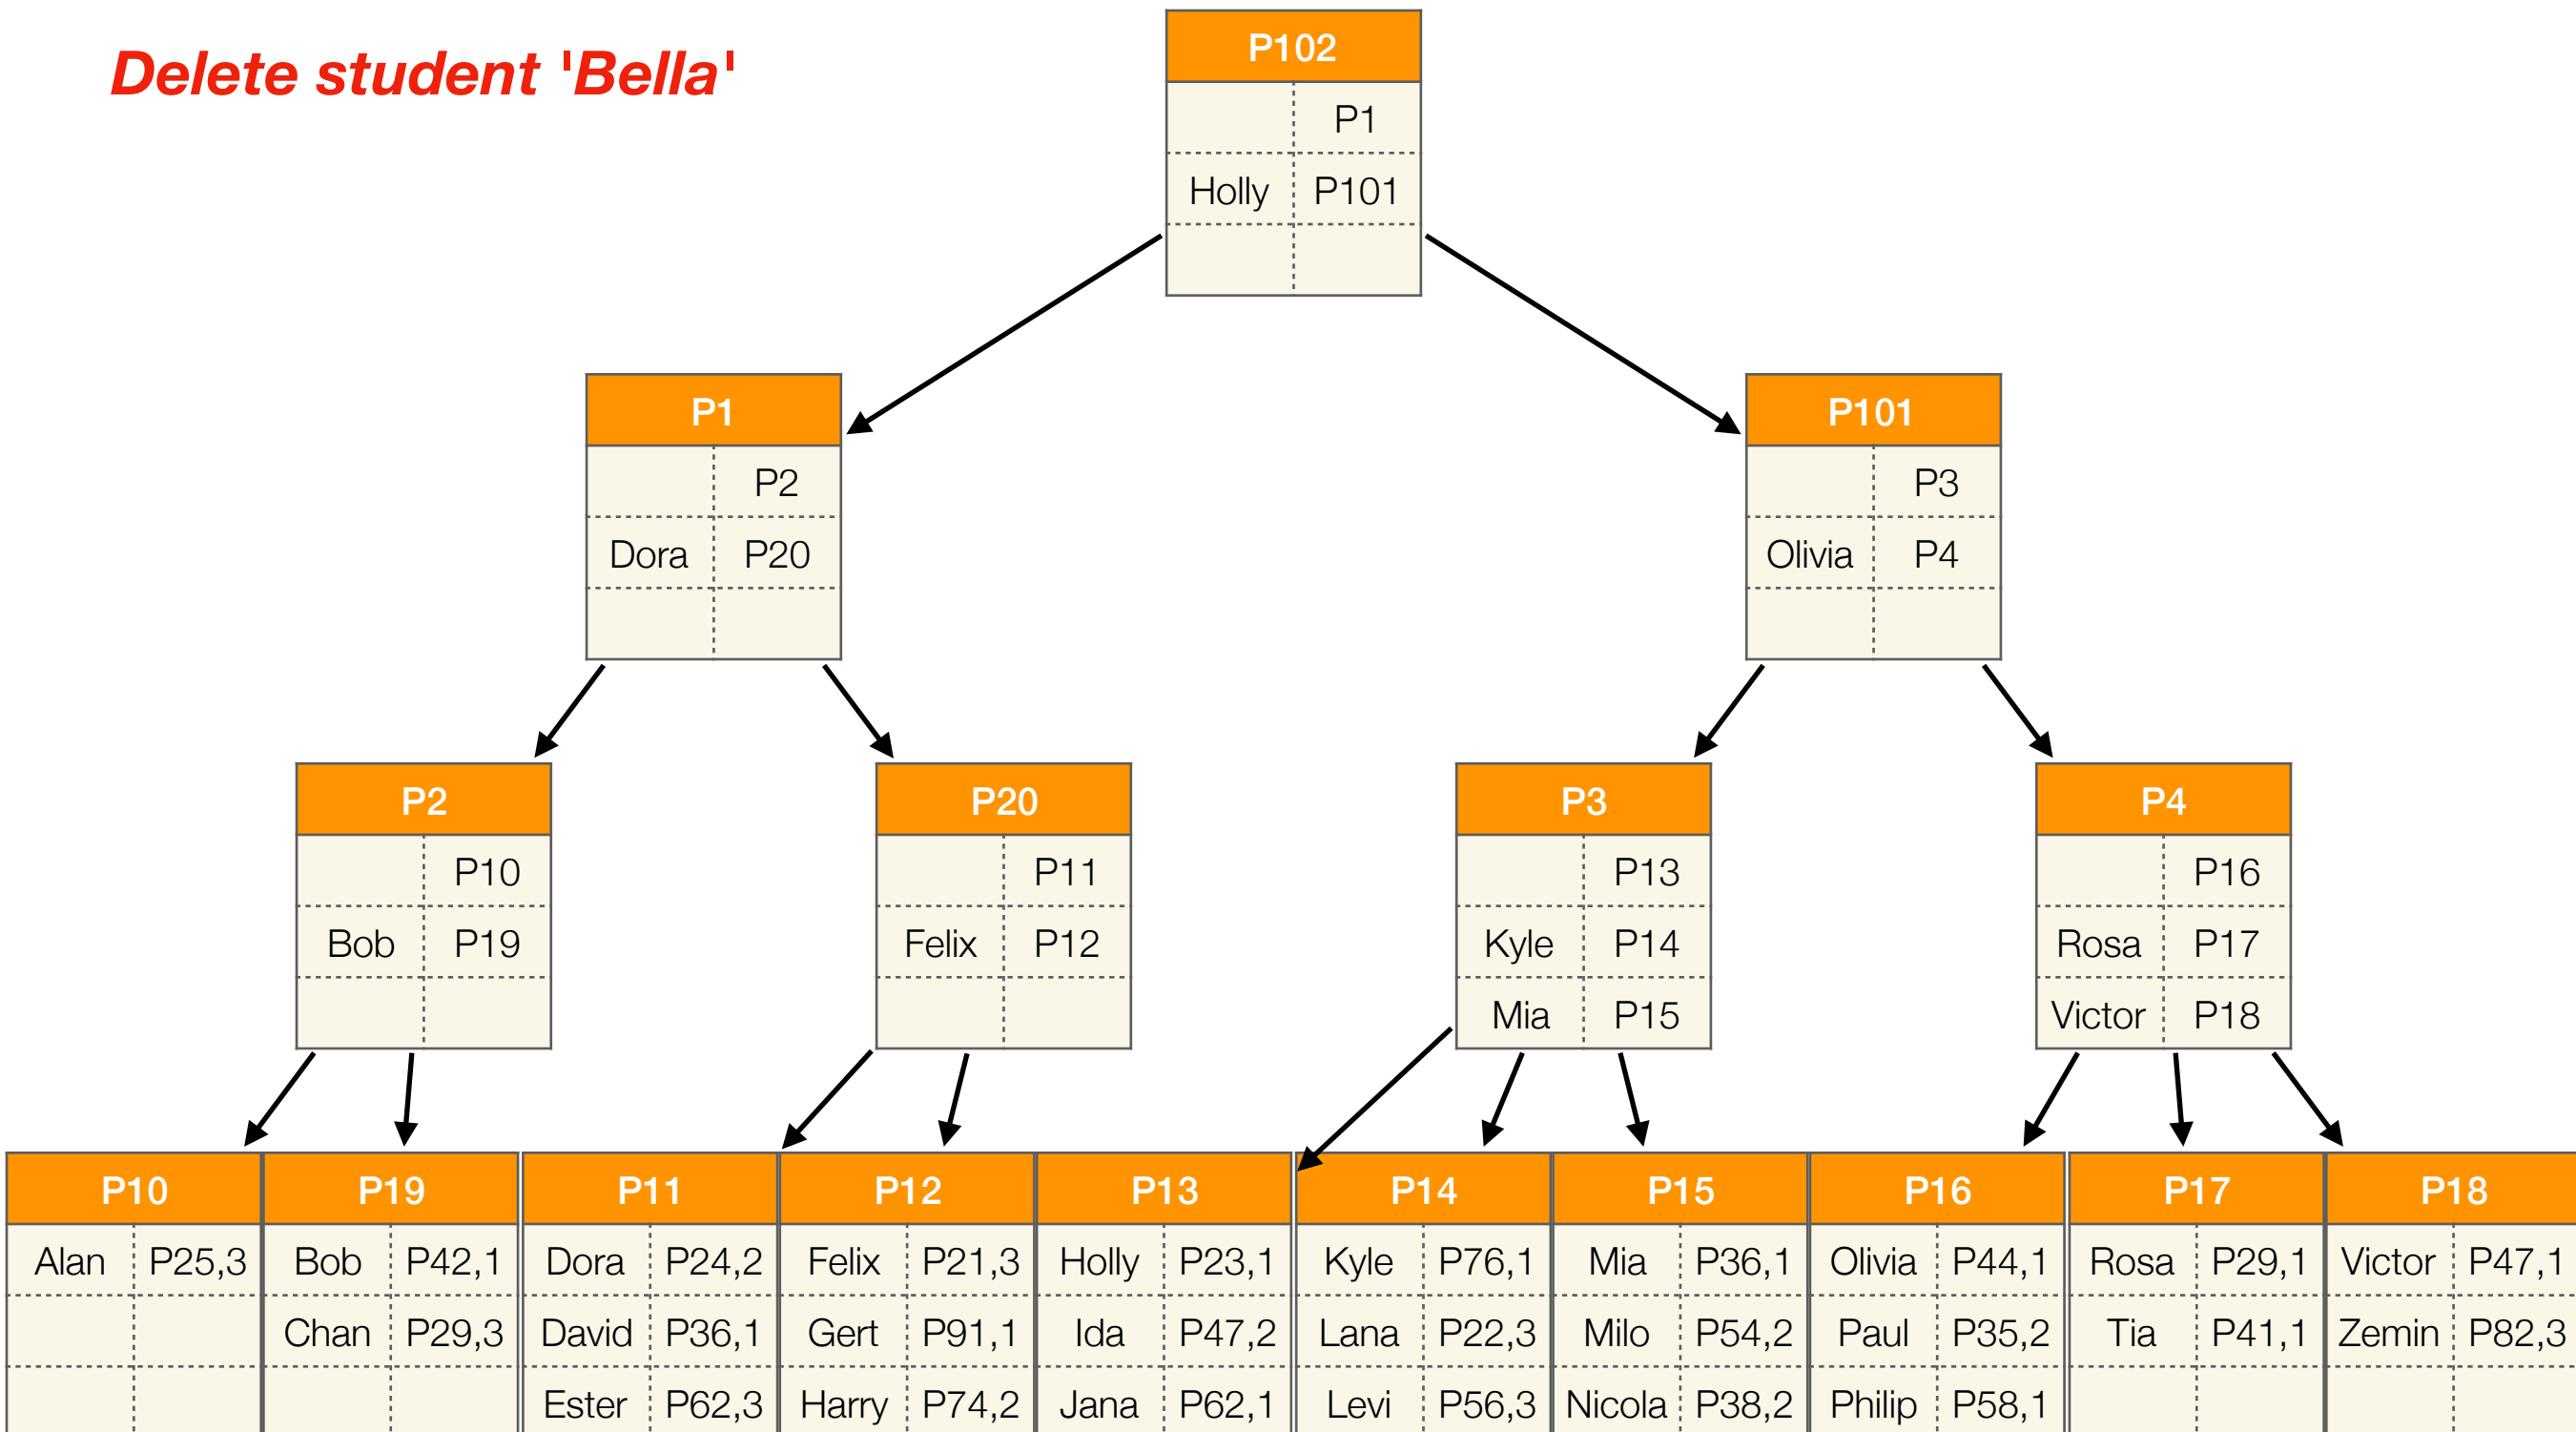 Delete student 'Bella'
P102
P1
Holly P101
P1
P2
Dora P20
P101
P3
Olivia P4
P2
P10
Bob P19
P20
P11
Felix P12
P3
P13
Kyle P14
Mia P15
P4
P16
Rosa P17
Victor P18
P10
Alan P25,3
P19
Bob P42,1
Chan P29,3
P11
Dora P24,2
David P36,1
Ester P62,3
P12
Felix P21,3
Gert P91,1
Harry P74,2
P13
Holly P23,1
Ida P47,2
Jana P62,1
P14
Kyle P76,1
Lana P22,3
Levi P56,3
P15
Mia P36,1
Milo P54,2
Nicola P38,2
P16
Olivia P44,1
Paul P35,2
Philip P58,1
P17
Rosa P29,1
Tia P41,1
P18
Victor P47,1
Zemin P82,3